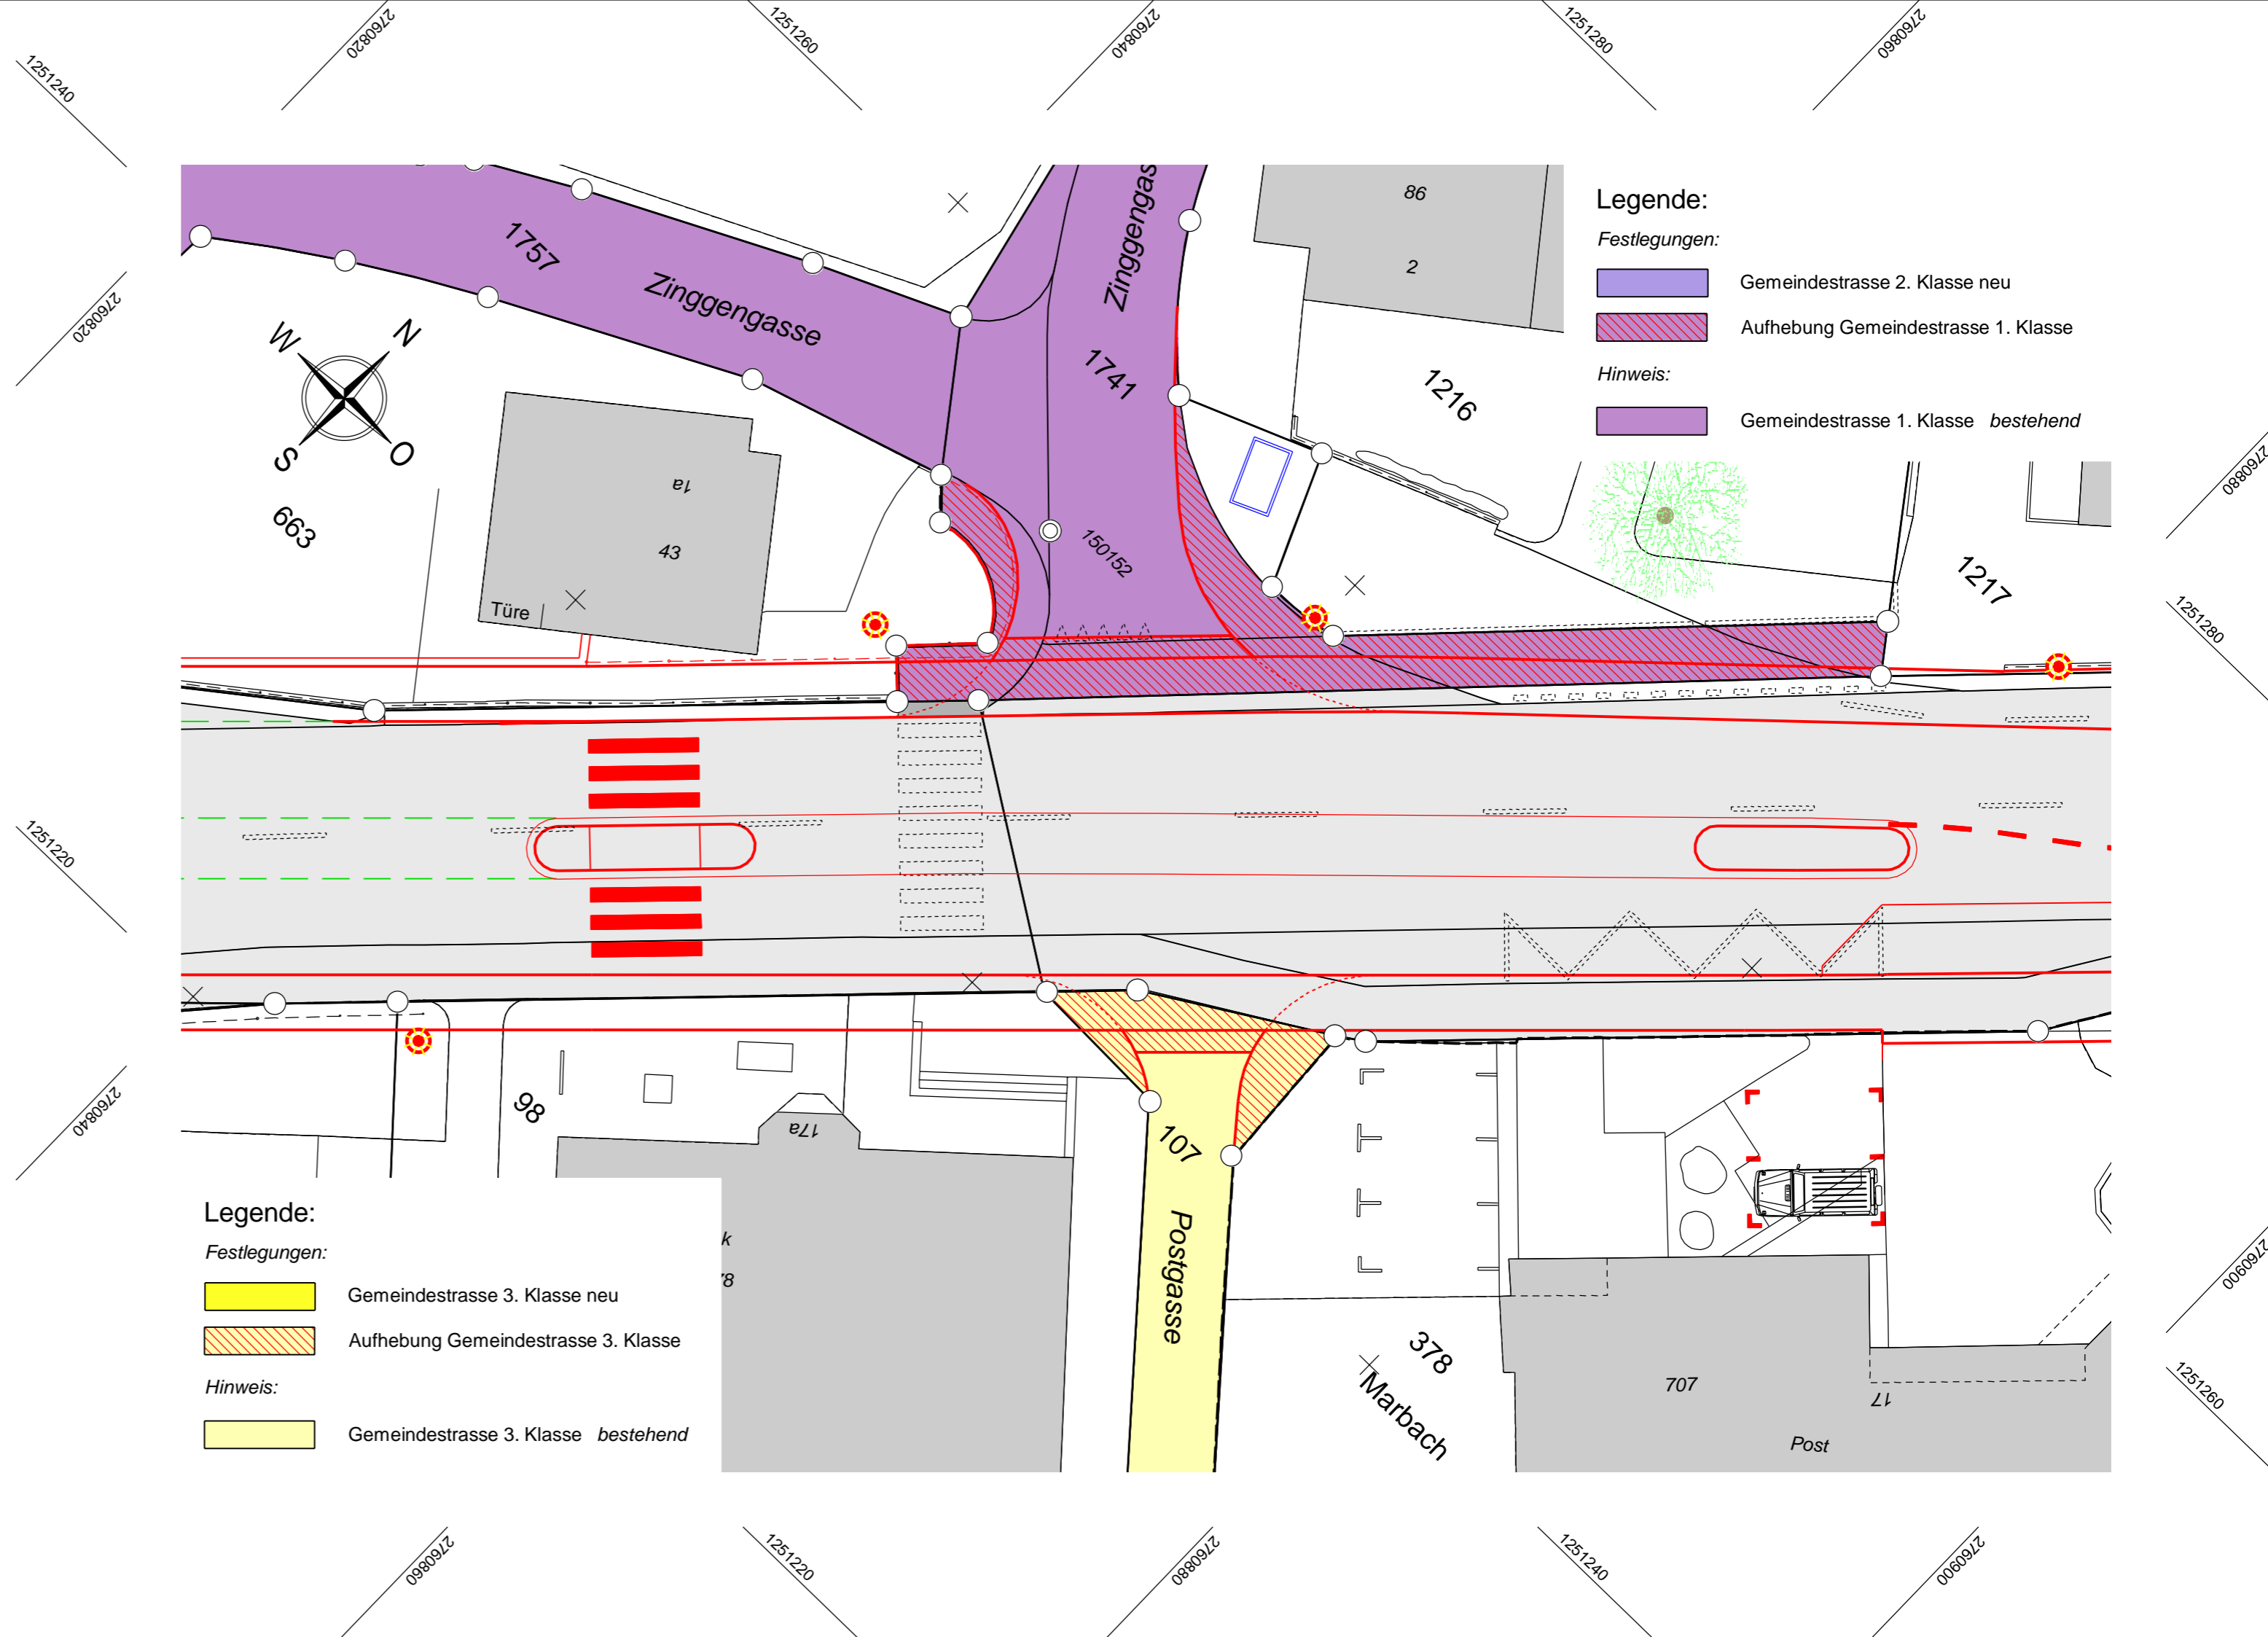 2760820
1251260
2760840
1251280
2760860
1251240
Zinggengas
86
2
Legende:
Festlegungen:
Gemeindestrasse 2. Klasse neu
Aufhebung Gemeindestrasse 1. Klasse
Hinweis:
Gemeindestrasse 1. Klasse bestehend
1757
Zinggengasse
1741
1216
2760820
N
W
S
O
2760880
663
1a
43
Türe
150152
1217
1251280
1251220
2760840
98
17a
107
Postgasse
Legende:
Festlegungen:
Gemeindestrasse 3. Klasse neu
Aufhebung Gemeindestrasse 3. Klasse
Hinweis:
Gemeindestrasse 3. Klasse bestehend
k
378
Marbach
707
17
Post
2760900
1251260
2760860
1251220
2760880
1251240
2760900